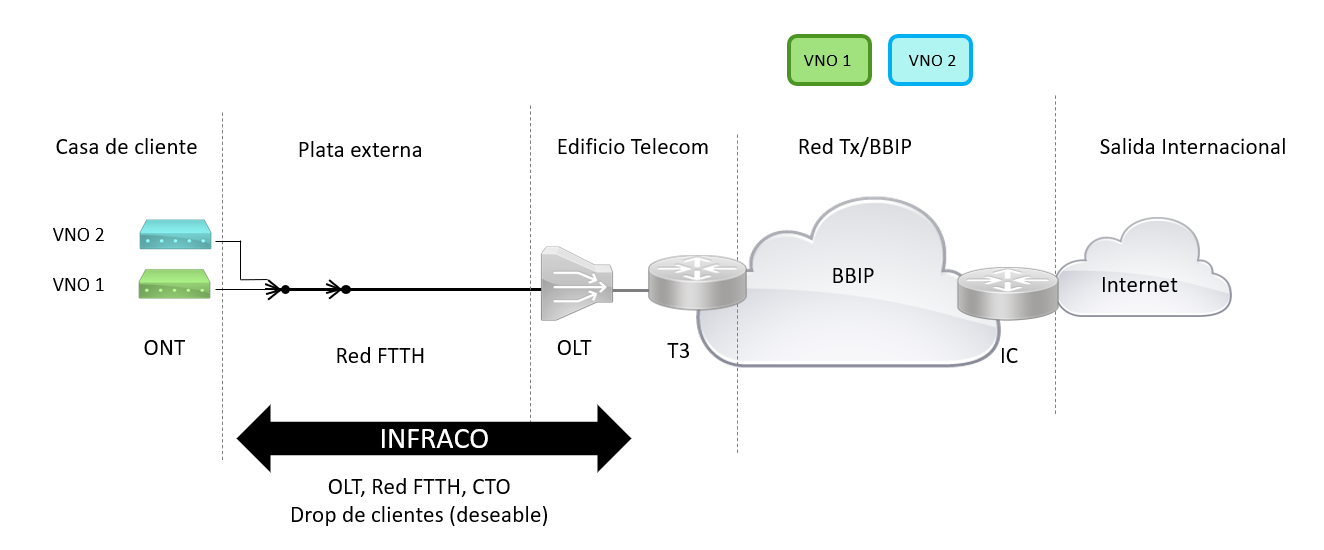 VNO 1
VNO 2
Casa de cliente
Plata externa
Edificio Telecom
Red Tx/BBIP
Salida Internacional
VNO 2
VNO 1
BBIP
Internet
ONT
Red FTTH
OLT
T3
IC
INFRACO
OLT, Red FTTH, CTO
Drop de clientes (deseable)